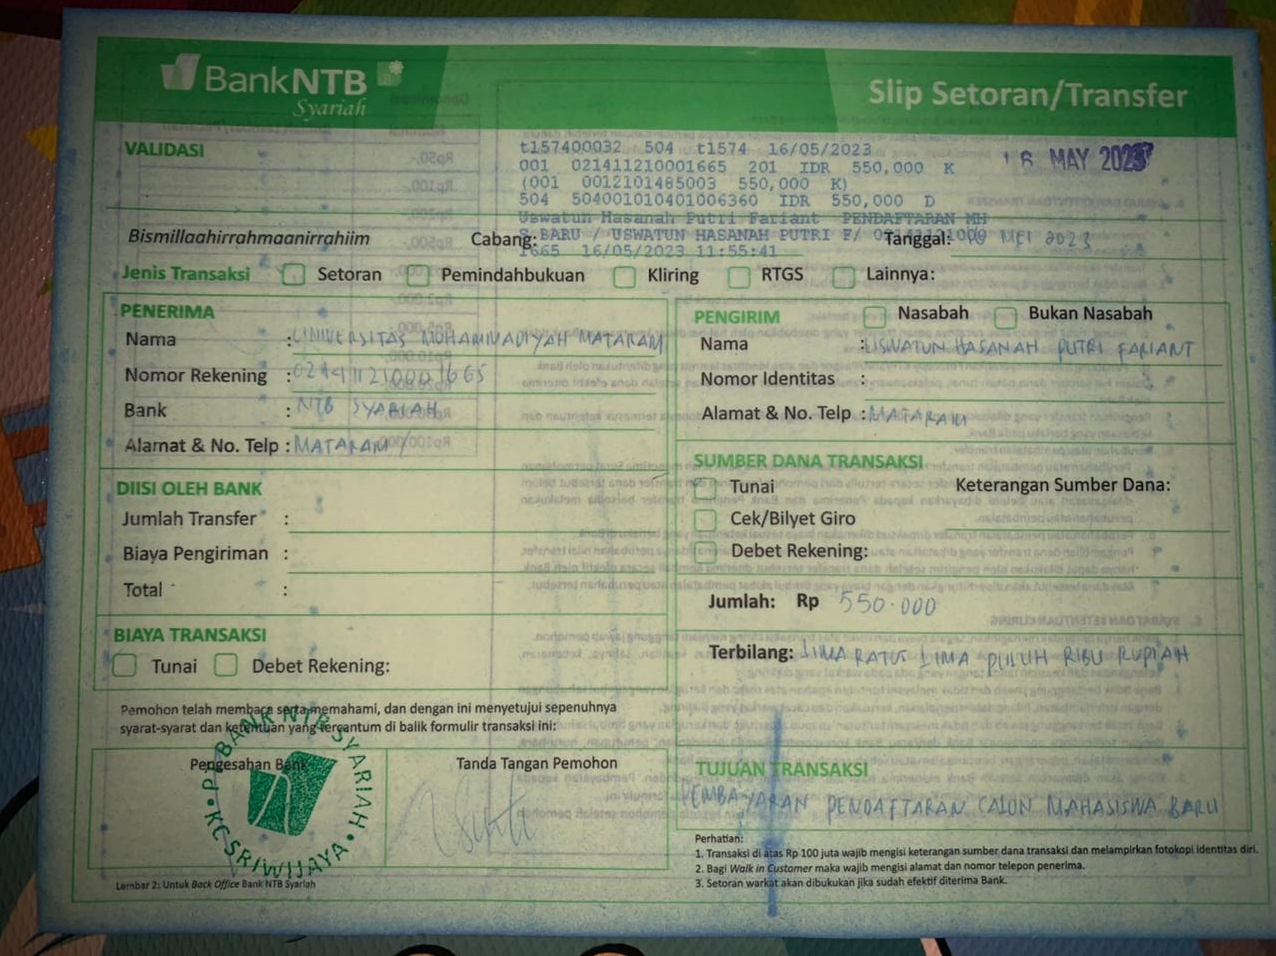 BankNTB
Syariah
Slip Setoran/Transfer
VALIDASI
t157400032 504 t1574 16/05/2023
001 021411210001665 201 IDR 550,000 K
(001 0012101485003 550,000 K)
504 504001010401006360 IDR 550,000 D
Uswatun Hasanah Putri Fariant PENDAFTARAN MH
S.BARU / USWATUN HASANAH PUTRI F/
1665 16/05/2023 11:55:41
16 MAY 2023
Bismillaahirrahmaanirrahiim
Cabang:
Tanggal: MEI 2023
Jenis Transaksi Setoran Pemindahbukuan Kliring RTGS Lainnya:
PENERIMA
Nama : UNIVERSITAS MUHAMMADIYAH MATARAM
Nomor Rekening : 021411210001665
Bank : NTB SYARIAH
Alamat & No. Telp : MATARAM
PENGIRIM Nasabah Bukan Nasabah
Nama : USWATUN HASANAH PUTRI FARIANT
Nomor Identitas :
Alamat & No. Telp : MATARAM
DIISI OLEH BANK
Jumlah Transfer :
Biaya Pengiriman :
Total :
SUMBER DANA TRANSAKSI
Tunai
Keterangan Sumber Dana:
Cek/Bilyet Giro
Debet Rekening:
Jumlah: Rp 550.000
Terbilang: LIMA RATUS LIMA PULUH RIBU RUPIAH
BIAYA TRANSAKSI
Tunai Debet Rekening:
Pemohon telah membaca serta memahami, dan dengan ini menyetujui sepenuhnya
syarat-syarat dan ketentuan yang tercantum di balik formulir transaksi ini:
Pengesahan Bank
PT. BANK NTB SYARIAH
KC SRIWIJAYA
Tanda Tangan Pemohon
TUJUAN TRANSAKSI
PEMBAYARAN PENDAFTARAN CALON MAHASISWA BARU
Perhatian:
1. Transaksi di atas Rp 100 juta wajib mengisi keterangan sumber dana transaksi dan melampirkan fotokopi identitas diri.
2. Bagi Walk in Customer maka wajib mengisi alamat dan nomor telepon penerima.
3. Setoran warkat akan dibukukan jika sudah efektif diterima Bank.
Lembar 2: Untuk Back Office Bank NTB Syariah